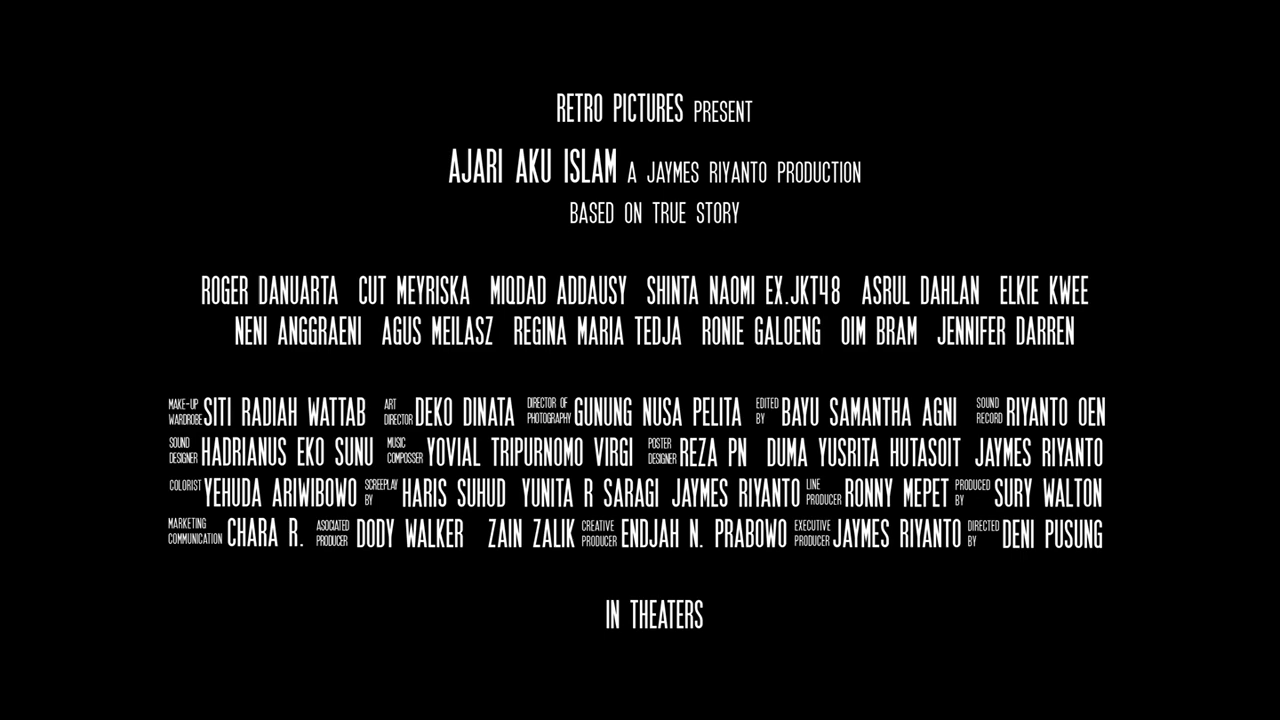 RETRO PICTURES PRESENT
AJARI AKU ISLAM A JAYMES RIYANTO PRODUCTION
BASED ON TRUE STORY
ROGER DANUARTA CUT MEYRISKA MIQDAD ADDAUSY SHINTA NAOMI EX.JKT48 ASRUL DAHLAN ELKIE KWEE
NENI ANGGRAENI AGUS MEILASZ REGINA MARIA TEDJA RONIE GALOENG OIM BRAM JENNIFER DARREN
MAKE-UP WARDROBE SITI RADIAH WATTAB ART DIRECTOR DEKO DINATA DIRECTOR OF PHOTOGRAPHY GUNUNG NUSA PELITA EDITED BY BAYU SAMANTHA AGNI SOUND RECORD RIYANTO OEN
SOUND DESIGNER HADRIANUS EKO SUNU MUSIC COMPOSSER YOVIAL TRIPURNOMO VIRGI POSTER DESIGNER REZA PN DUMA YUSRITA HUTASOIT JAYMES RIYANTO
COLORIST YEHUDA ARIWIBOWO SCREEPLAY BY HARIS SUHUD YUNITA R SARAGI JAYMES RIYANTO LINE PRODUCER RONNY MEPET PRODUCED BY SURY WALTON
MARKETING COMMUNICATION CHARA R. ASOCIATED PRODUCER DODY WALKER ZAIN ZALIK CREATIVE PRODUCER ENDJAH N. PRABOWO EXECUTIVE PRODUCER JAYMES RIYANTO DIRECTED BY DENI PUSUNG
IN THEATERS